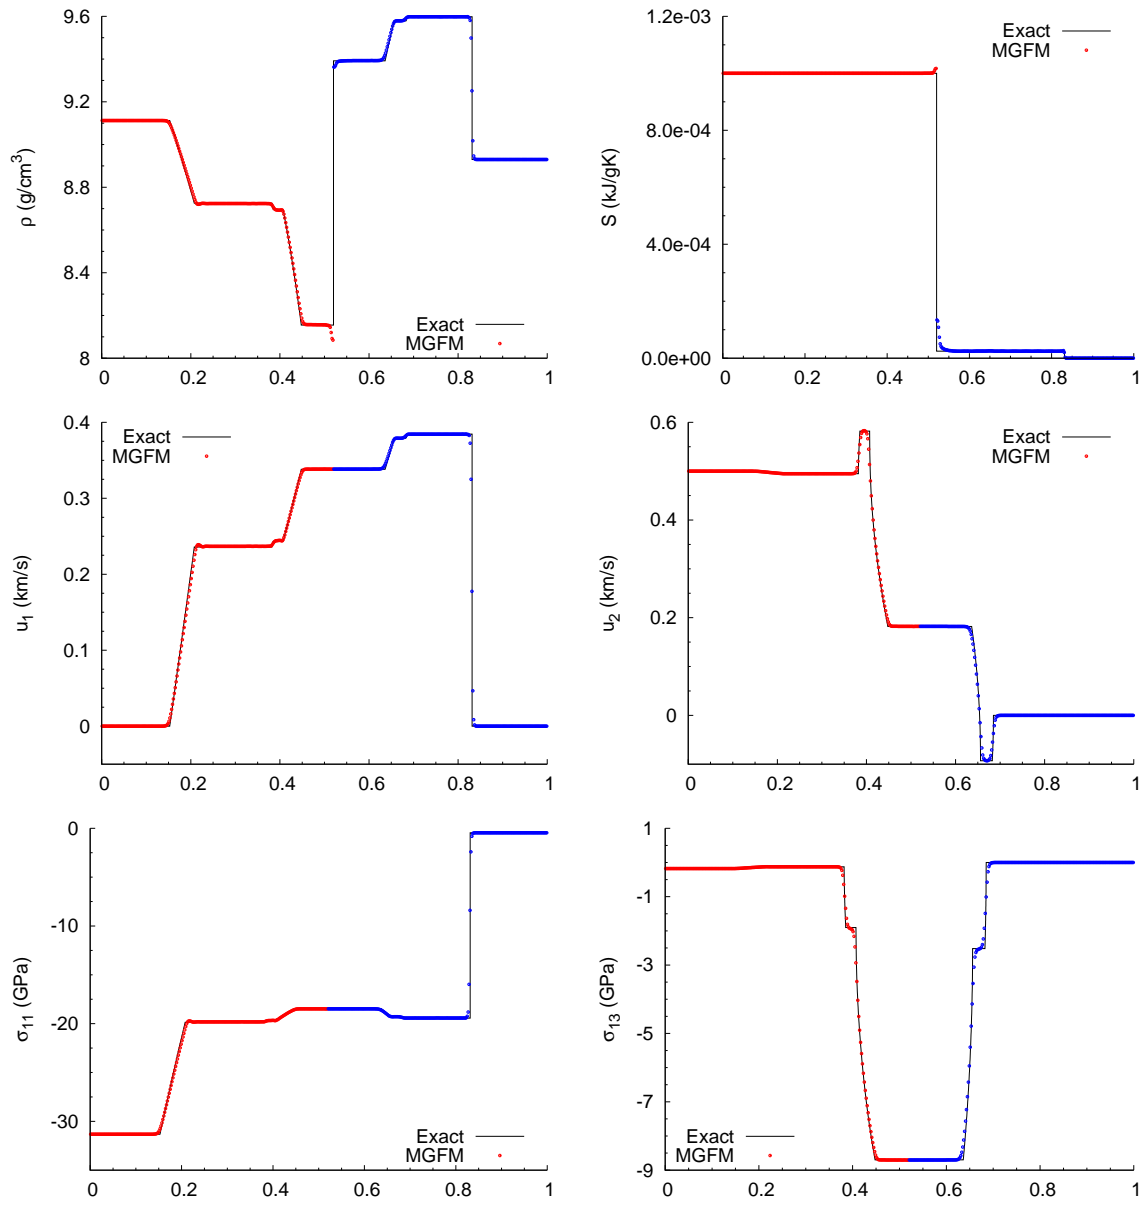 9.6
9.2
8.8
8.4
8
ρ (g/cm³)
Exact
MGFM
0 0.2 0.4 0.6 0.8 1
1.2e-03
8.0e-04
4.0e-04
0.0e+00
S (kJ/gK)
Exact
MGFM
0 0.2 0.4 0.6 0.8 1
0.4
0.3
0.2
0.1
0
u₁ (km/s)
Exact
MGFM
0 0.2 0.4 0.6 0.8 1
0.6
0.4
0.2
0
u₂ (km/s)
Exact
MGFM
0 0.2 0.4 0.6 0.8 1
0
-10
-20
-30
σ₁₁ (GPa)
Exact
MGFM
0 0.2 0.4 0.6 0.8 1
1
-1
-3
-5
-7
-9
σ₁₃ (GPa)
Exact
MGFM
0 0.2 0.4 0.6 0.8 1